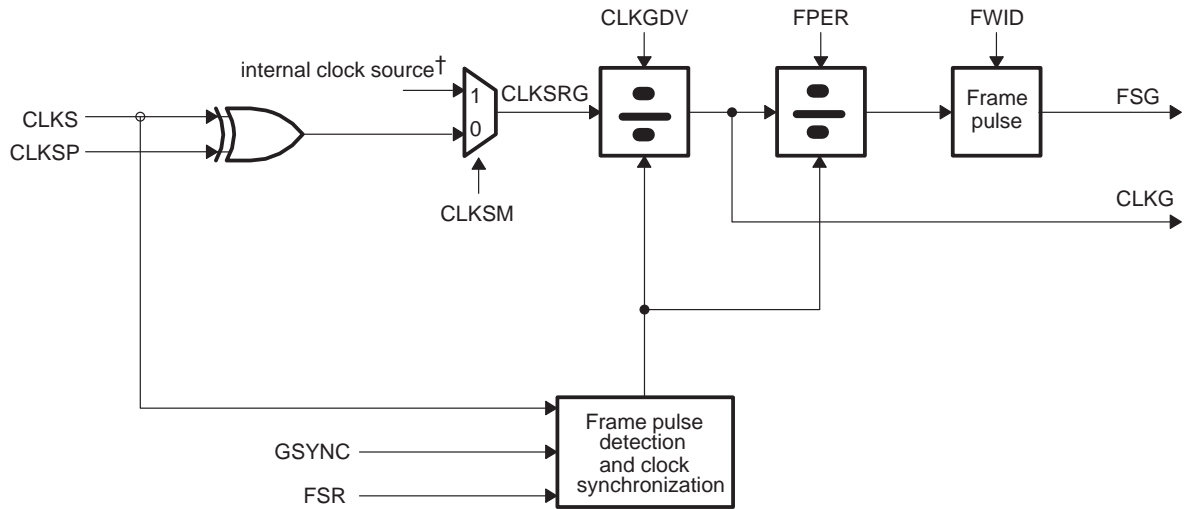 CLKGDV
FPER
FWID
internal clock source†
1
0
CLKSRG
CLKS
CLKSP
CLKSM
Frame
pulse
FSG
CLKG
Frame pulse
detection
and clock
synchronization
GSYNC
FSR